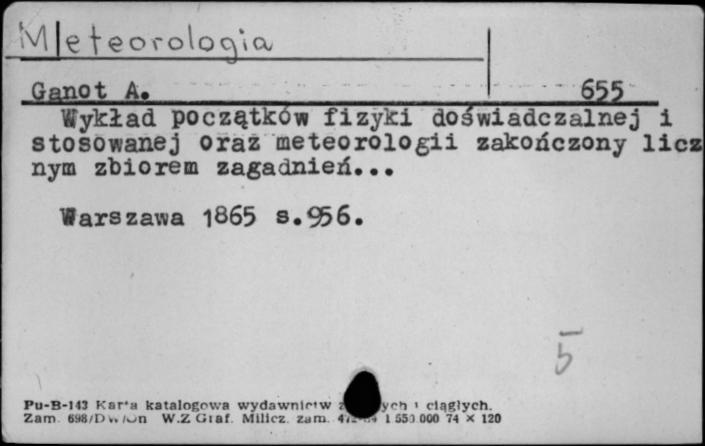 Meteorologia
Ganot A. 655
Wykład początków fizyki doświadczalnej i
stosowanej oraz meteorologii zakończony licz
nym zbiorem zagadnień...
Warszawa 1865 s.956.
5
Pu-B-143 Karta katalogowa wydawnictw ciągłych.
Zam. 698/ W.Z Graf. Milicz. zam. 1 550.000 74 × 120